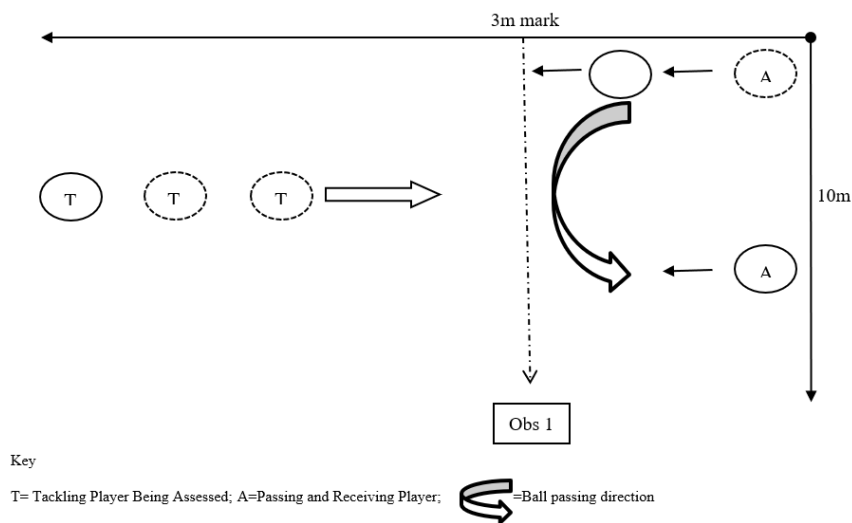 3m mark
A
T T T
10m
A
Obs 1
Key
T= Tackling Player Being Assessed; A=Passing and Receiving Player; =Ball passing direction